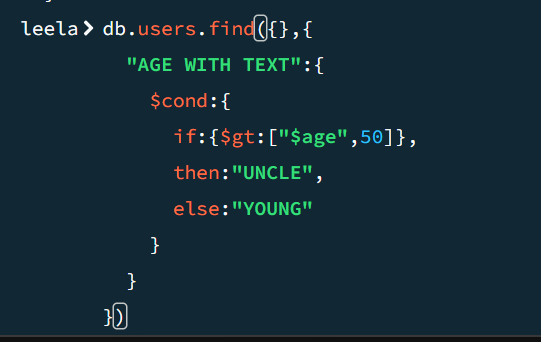 leela> db.users.find({},{
"AGE WITH TEXT":{
$cond:{
if:{$gt:["$age",50]},
then:"UNCLE",
else:"YOUNG"
}
}
})